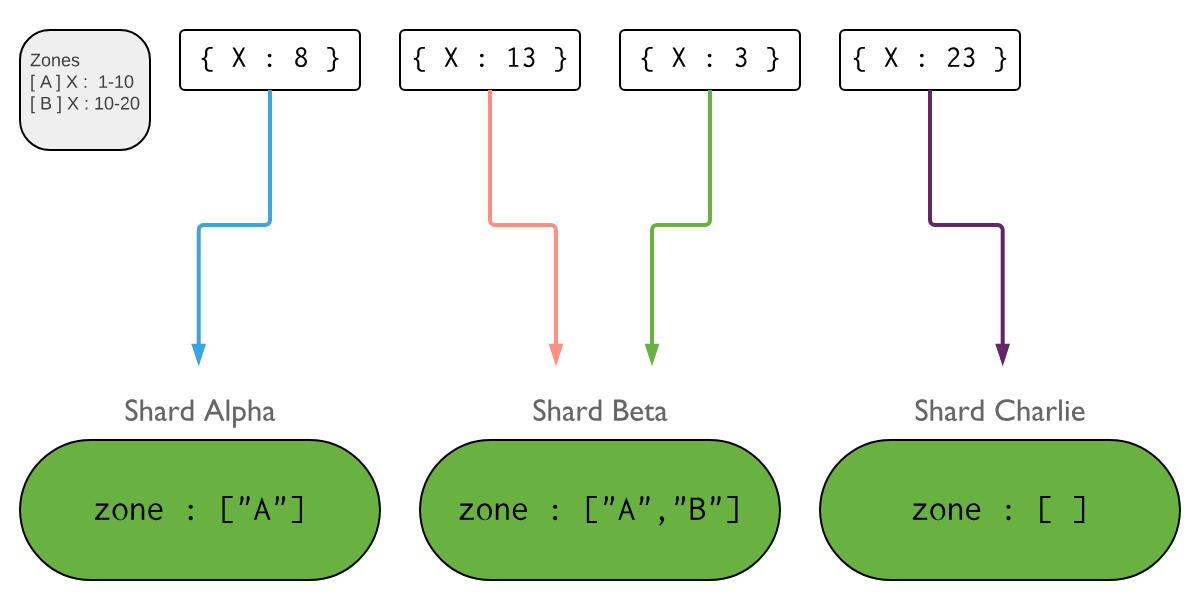 Zones
[ A ] X :  1-10
[ B ] X : 10-20
{ X : 8 }
{ X : 13 }
{ X : 3 }
{ X : 23 }
Shard Alpha
Shard Beta
Shard Charlie
zone : ["A"]
zone : ["A","B"]
zone : [ ]